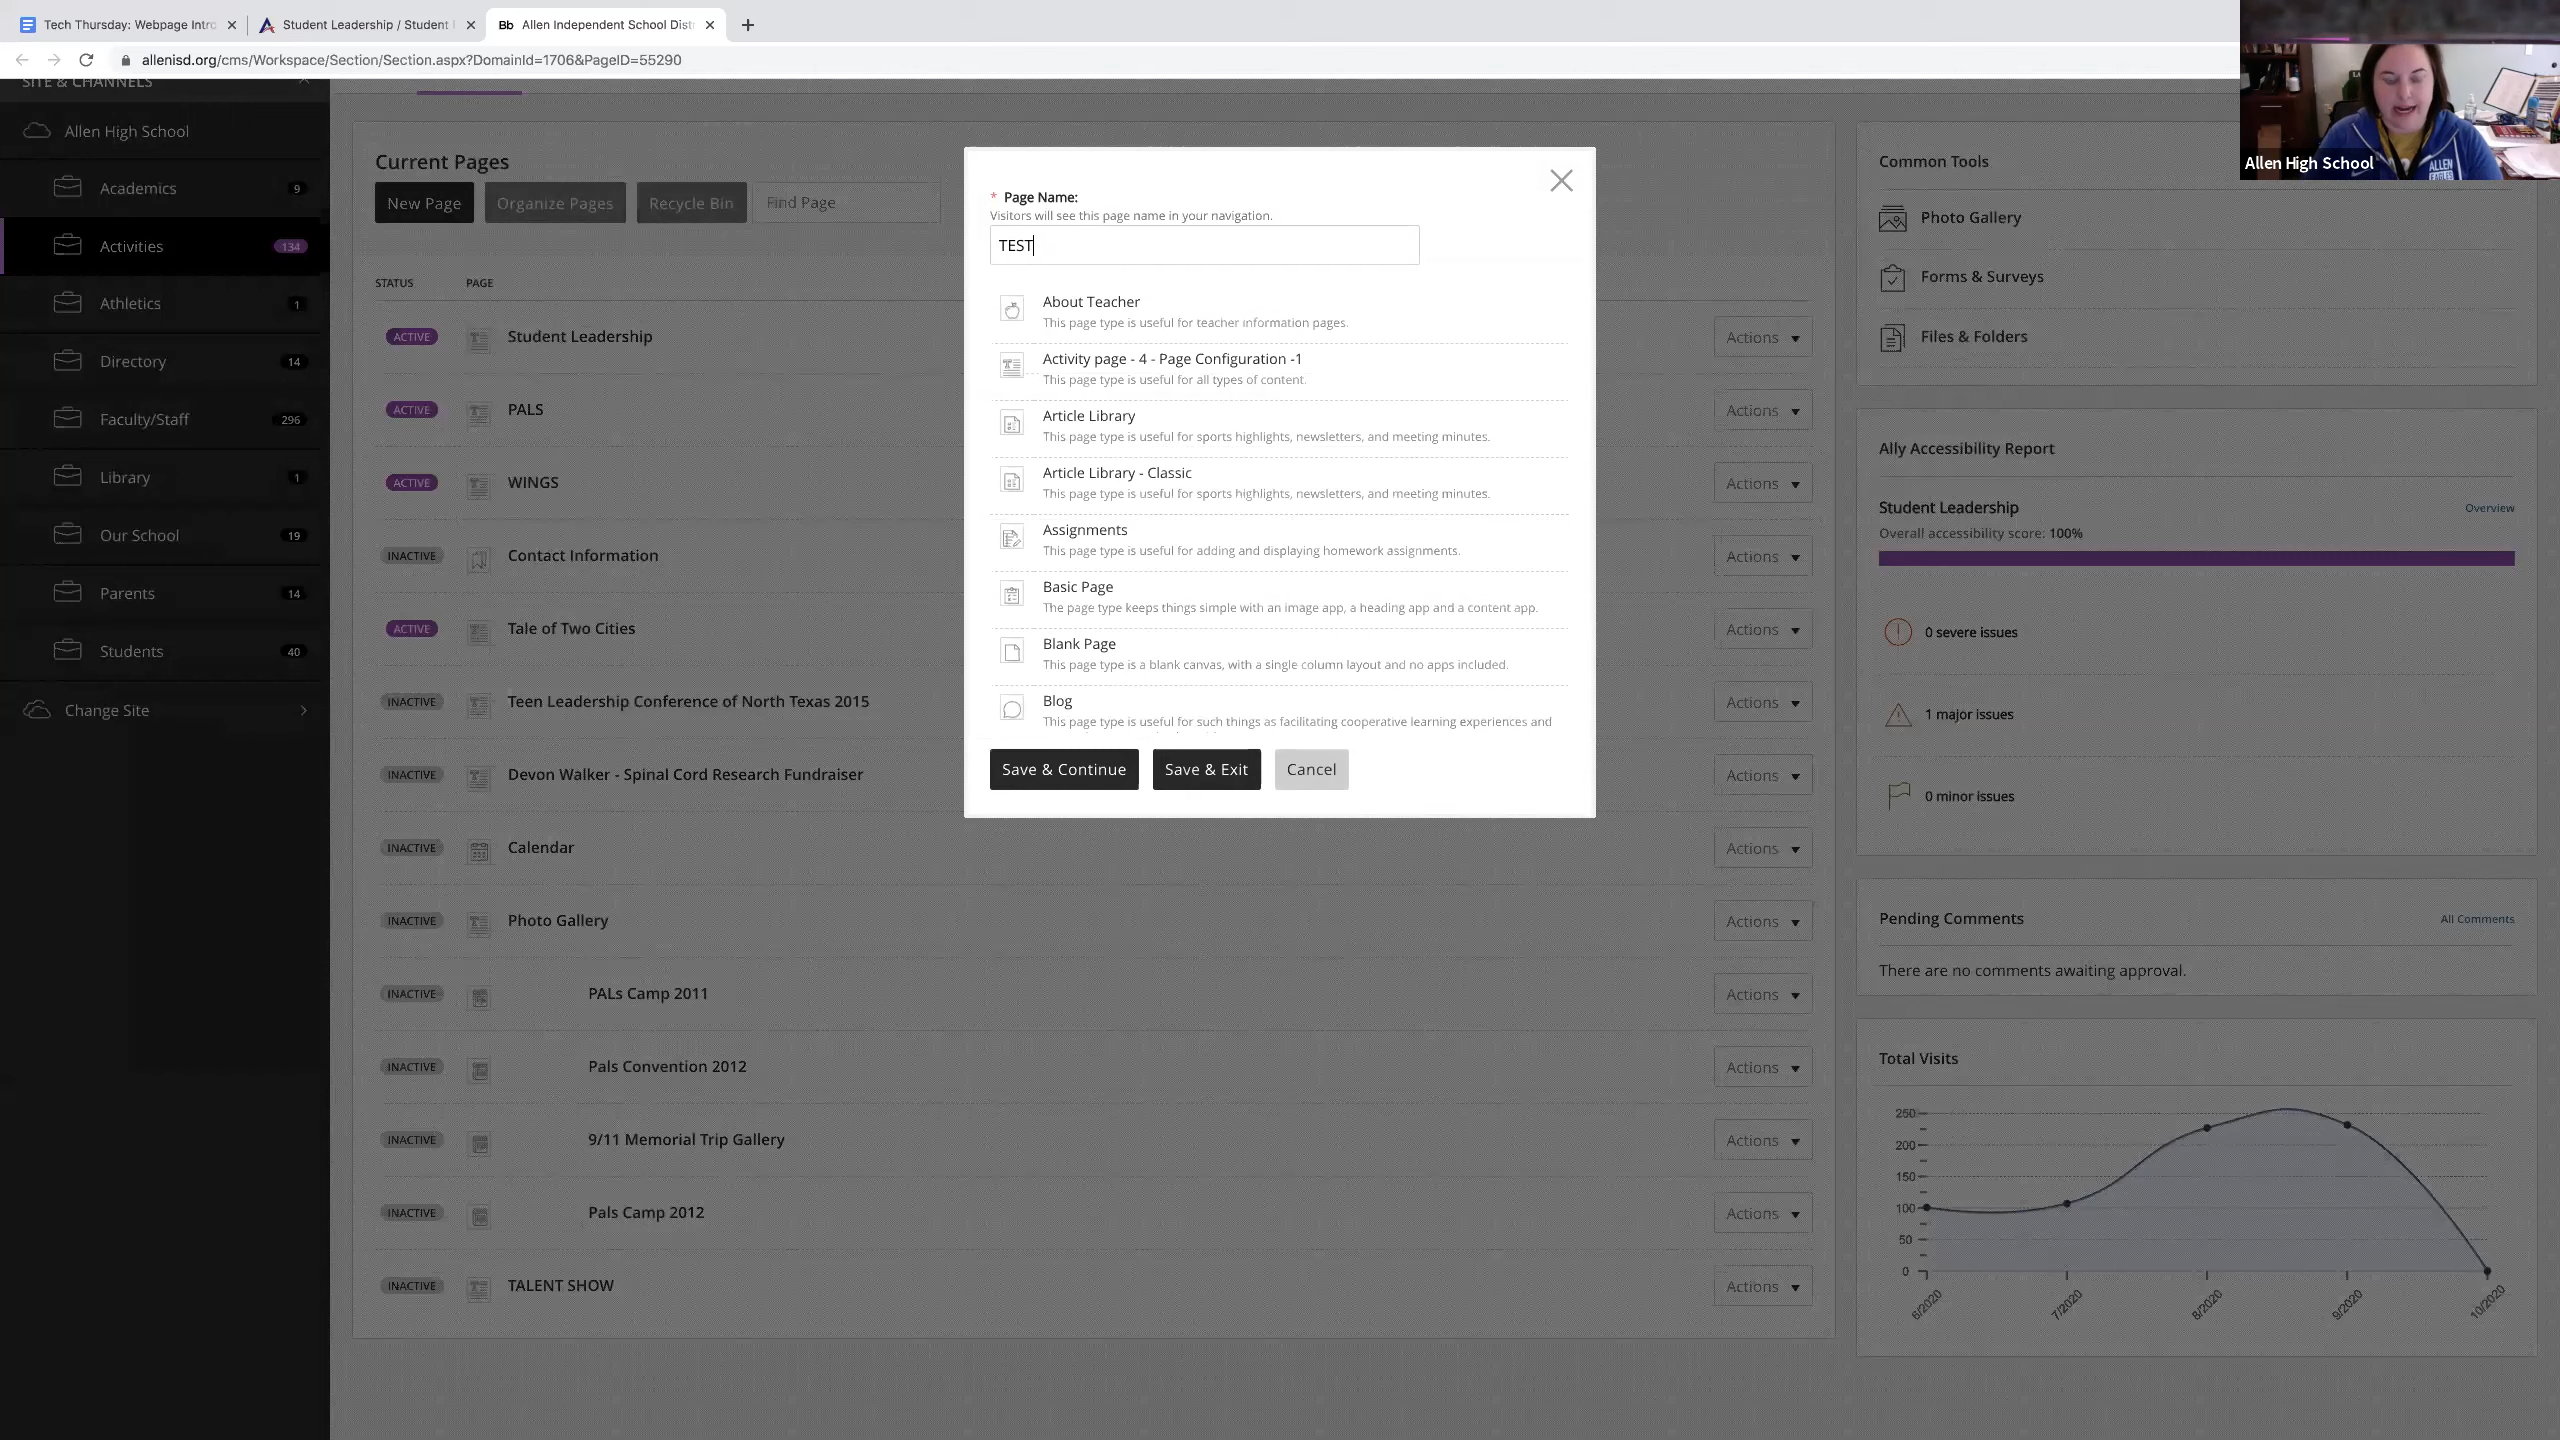 Tech Thursday: Webpage Intro
Student Leadership / Student
Bb Allen Independent School Dist
allenisd.org/cms/Workspace/Section/Section.aspx?DomainId=1706&PageID=55290
Allen High School
ALLEN
EAGLES
SITE & CHANNELS
Allen High School
Academics 9
Activities 134
Athletics 1
Directory 14
Faculty/Staff 296
Library 1
Our School 19
Parents 14
Students 40
Change Site
Current Pages
New Page Organize Pages Recycle Bin Find Page
STATUS PAGE
ACTIVE Student Leadership Actions
ACTIVE PALS Actions
ACTIVE WINGS Actions
INACTIVE Contact Information Actions
ACTIVE Tale of Two Cities Actions
INACTIVE Teen Leadership Conference of North Texas 2015 Actions
INACTIVE Devon Walker - Spinal Cord Research Fundraiser Actions
INACTIVE Calendar Actions
INACTIVE Photo Gallery Actions
INACTIVE PALs Camp 2011 Actions
INACTIVE Pals Convention 2012 Actions
INACTIVE 9/11 Memorial Trip Gallery Actions
INACTIVE Pals Camp 2012 Actions
INACTIVE TALENT SHOW Actions
* Page Name:
Visitors will see this page name in your navigation.
TEST
About Teacher
This page type is useful for teacher information pages.
Activity page - 4 - Page Configuration -1
This page type is useful for all types of content.
Article Library
This page type is useful for sports highlights, newsletters, and meeting minutes.
Article Library - Classic
This page type is useful for sports highlights, newsletters, and meeting minutes.
Assignments
This page type is useful for adding and displaying homework assignments.
Basic Page
The page type keeps things simple with an image app, a heading app and a content app.
Blank Page
This page type is a blank canvas, with a single column layout and no apps included.
Blog
This page type is useful for such things as facilitating cooperative learning experiences and
Save & Continue Save & Exit Cancel
Common Tools
Photo Gallery
Forms & Surveys
Files & Folders
Ally Accessibility Report
Student Leadership Overview
Overall accessibility score: 100%
0 severe issues
1 major issues
0 minor issues
Pending Comments All Comments
There are no comments awaiting approval.
Total Visits
250
200
150
100
50
0
6/2020 7/2020 8/2020 9/2020 10/2020